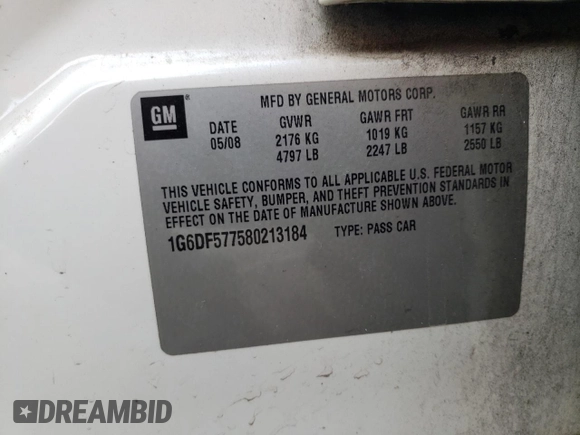 GM
MFD BY GENERAL MOTORS CORP.
DATE GVWR GAWR FRT GAWR RR
05/08 2176 KG 1019 KG 1157 KG
4797 LB 2247 LB 2550 LB
THIS VEHICLE CONFORMS TO ALL APPLICABLE U.S. FEDERAL MOTOR
VEHICLE SAFETY, BUMPER, AND THEFT PREVENTION STANDARDS IN
EFFECT ON THE DATE OF MANUFACTURE SHOWN ABOVE.
1G6DF577580213184 TYPE: PASS CAR
DREAMBID